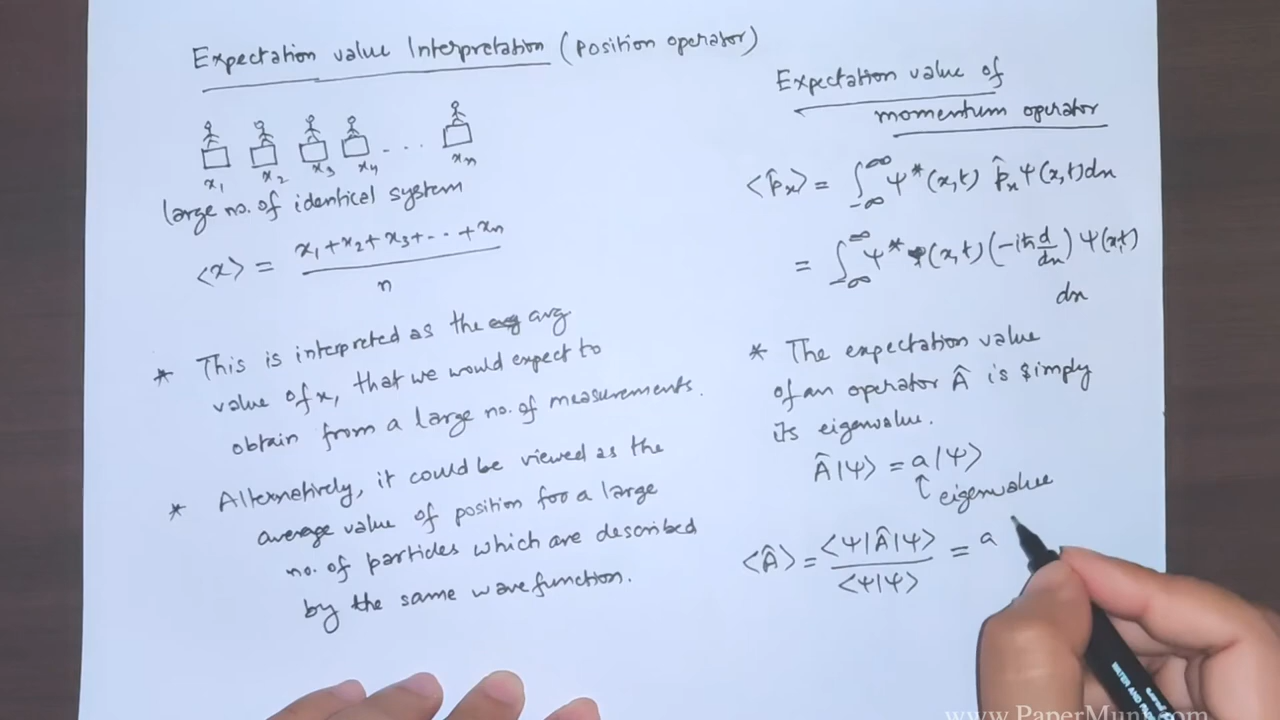 Expectation value Interpretation (position operator)
x₁ x₂ x₃ x₄ ... xₙ
large no. of identical system
⟨x⟩ = (x₁ + x₂ + x₃ + ... + xₙ) / n
* This is interpreted as the avg
value of x, that we would expect to
obtain from a large no. of measurements.
* Alternatively, it could be viewed as the
average value of position for a large
no. of particles which are described
by the same wavefunction.
Expectation value of
momentum operator
⟨p̂ₓ⟩ = ∫_{-∞}^{∞} Ψ*(x,t) p̂ₓ Ψ(x,t) dx
= ∫_{-∞}^{∞} Ψ* (x,t) (-iħ d/dx) Ψ(x,t)
dx
* The expectation value
of an operator Â is simply
its eigenvalue.
Â|Ψ⟩ = a|Ψ⟩
↑ eigenvalue
⟨Â⟩ = ⟨Ψ|Â|Ψ⟩ / ⟨Ψ|Ψ⟩ = a
WATER AND